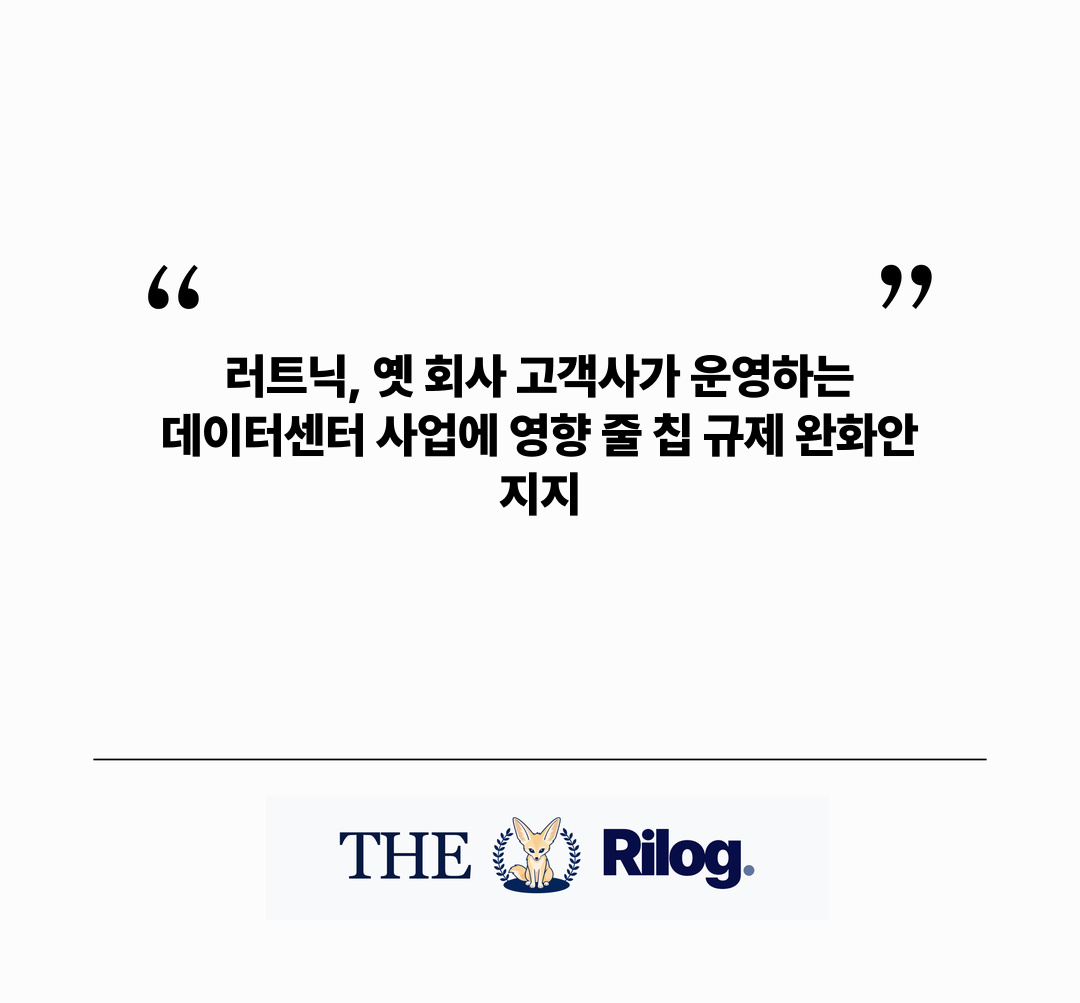 “ ”
러트닉, 옛 회사 고객사가 운영하는
데이터센터 사업에 영향 줄 칩 규제 완화안
지지
THE Rilog.